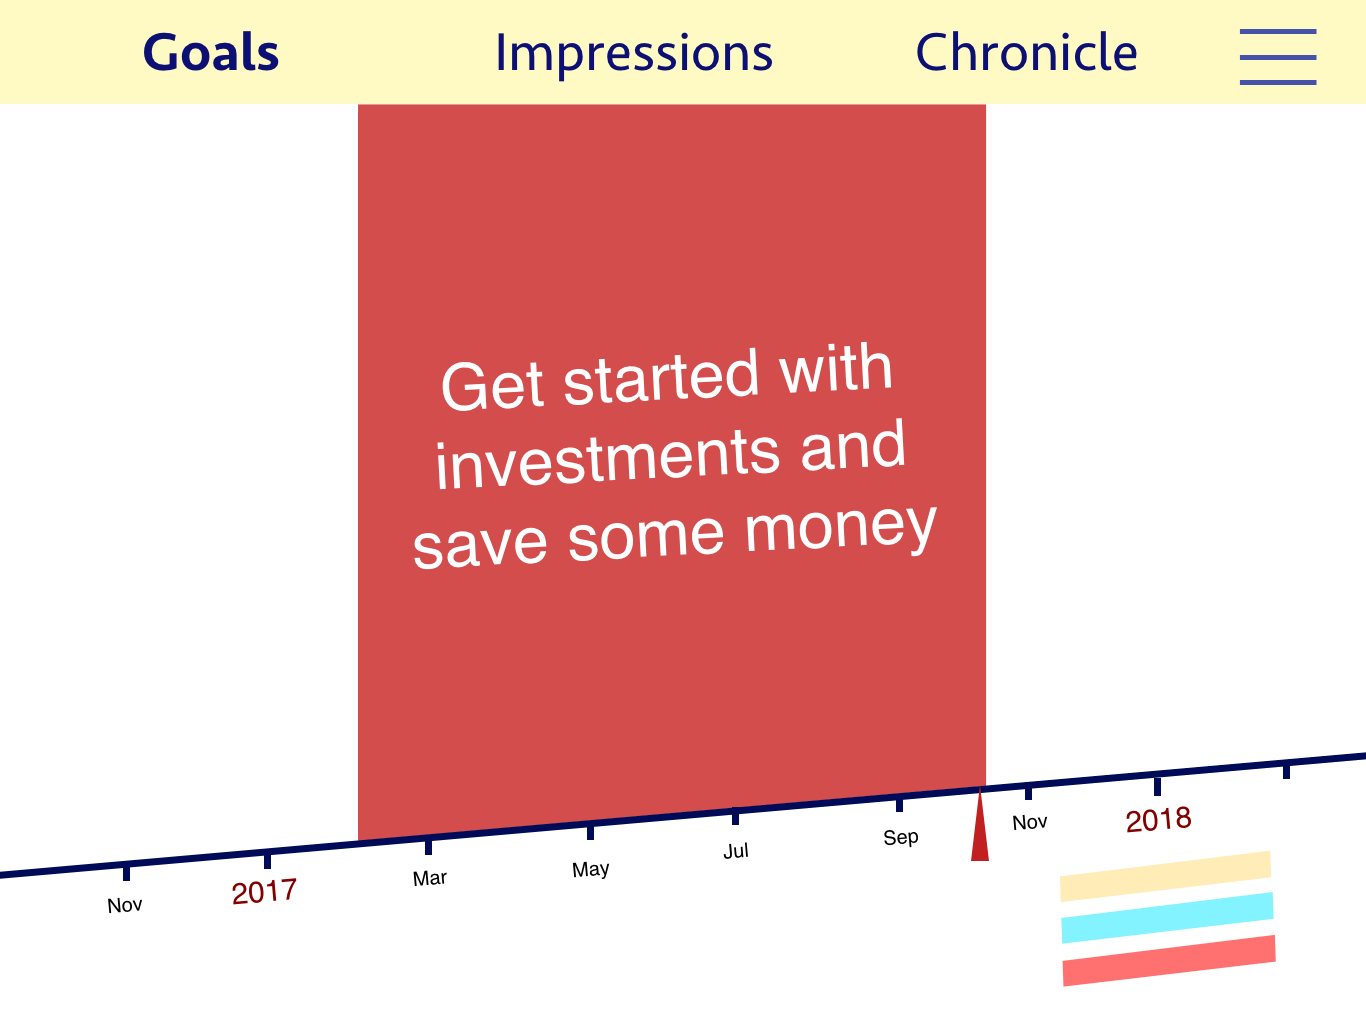 Goals Impressions Chronicle
Get started with
investments and
save some money
Nov 2017 Mar May Jul Sep Nov 2018